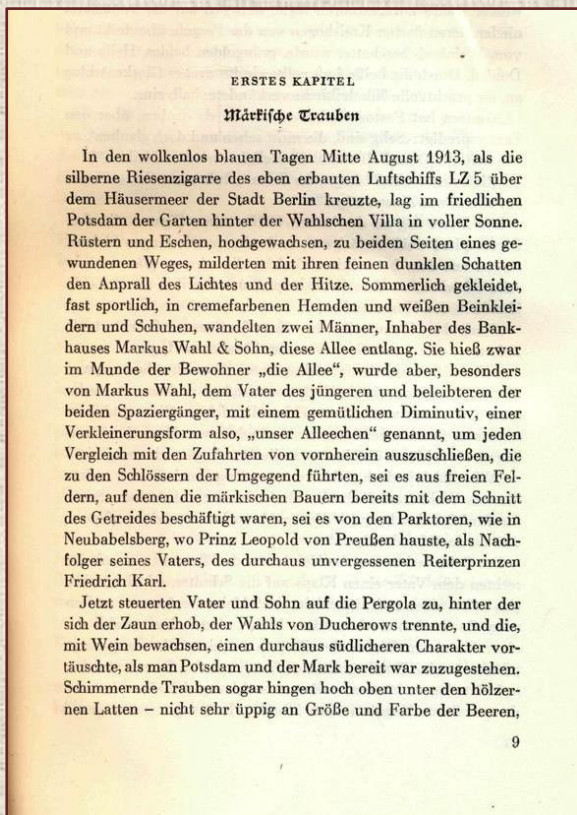 ERSTES KAPITEL
Märkische Trauben
In den wolkenlos blauen Tagen Mitte August 1913, als die
silberne Riesenzigarre des eben erbauten Luftschiffs LZ 5 über
dem Häusermeer der Stadt Berlin kreuzte, lag im friedlichen
Potsdam der Garten hinter der Wahlschen Villa in voller Sonne.
Rüstern und Eschen, hochgewachsen, zu beiden Seiten eines ge-
wundenen Weges, milderten mit ihren feinen dunklen Schatten
den Anprall des Lichtes und der Hitze. Sommerlich gekleidet,
fast sportlich, in cremefarbenen Hemden und weißen Beinklei-
dern und Schuhen, wandelten zwei Männer, Inhaber des Bank-
hauses Markus Wahl & Sohn, diese Allee entlang. Sie hieß zwar
im Munde der Bewohner „die Allee“, wurde aber, besonders
von Markus Wahl, dem Vater des jüngeren und beleibteren der
beiden Spaziergänger, mit einem gemütlichen Diminutiv, einer
Verkleinerungsform also, „unser Alleechen“ genannt, um jeden
Vergleich mit den Zufahrten von vornherein auszuschließen, die
zu den Schlössern der Umgegend führten, sei es aus freien Fel-
dern, auf denen die märkischen Bauern bereits mit dem Schnitt
des Getreides beschäftigt waren, sei es von den Parktoren, wie in
Neubabelsberg, wo Prinz Leopold von Preußen hauste, als Nach-
folger seines Vaters, des durchaus unvergessenen Reiterprinzen
Friedrich Karl.
Jetzt steuerten Vater und Sohn auf die Pergola zu, hinter der
sich der Zaun erhob, der Wahls von Ducherows trennte, und die,
mit Wein bewachsen, einen durchaus südlicheren Charakter vor-
täuschte, als man Potsdam und der Mark bereit war zuzugestehen.
Schimmernde Trauben sogar hingen hoch oben unter den hölzer-
nen Latten – nicht sehr üppig an Größe und Farbe der Beeren,
9